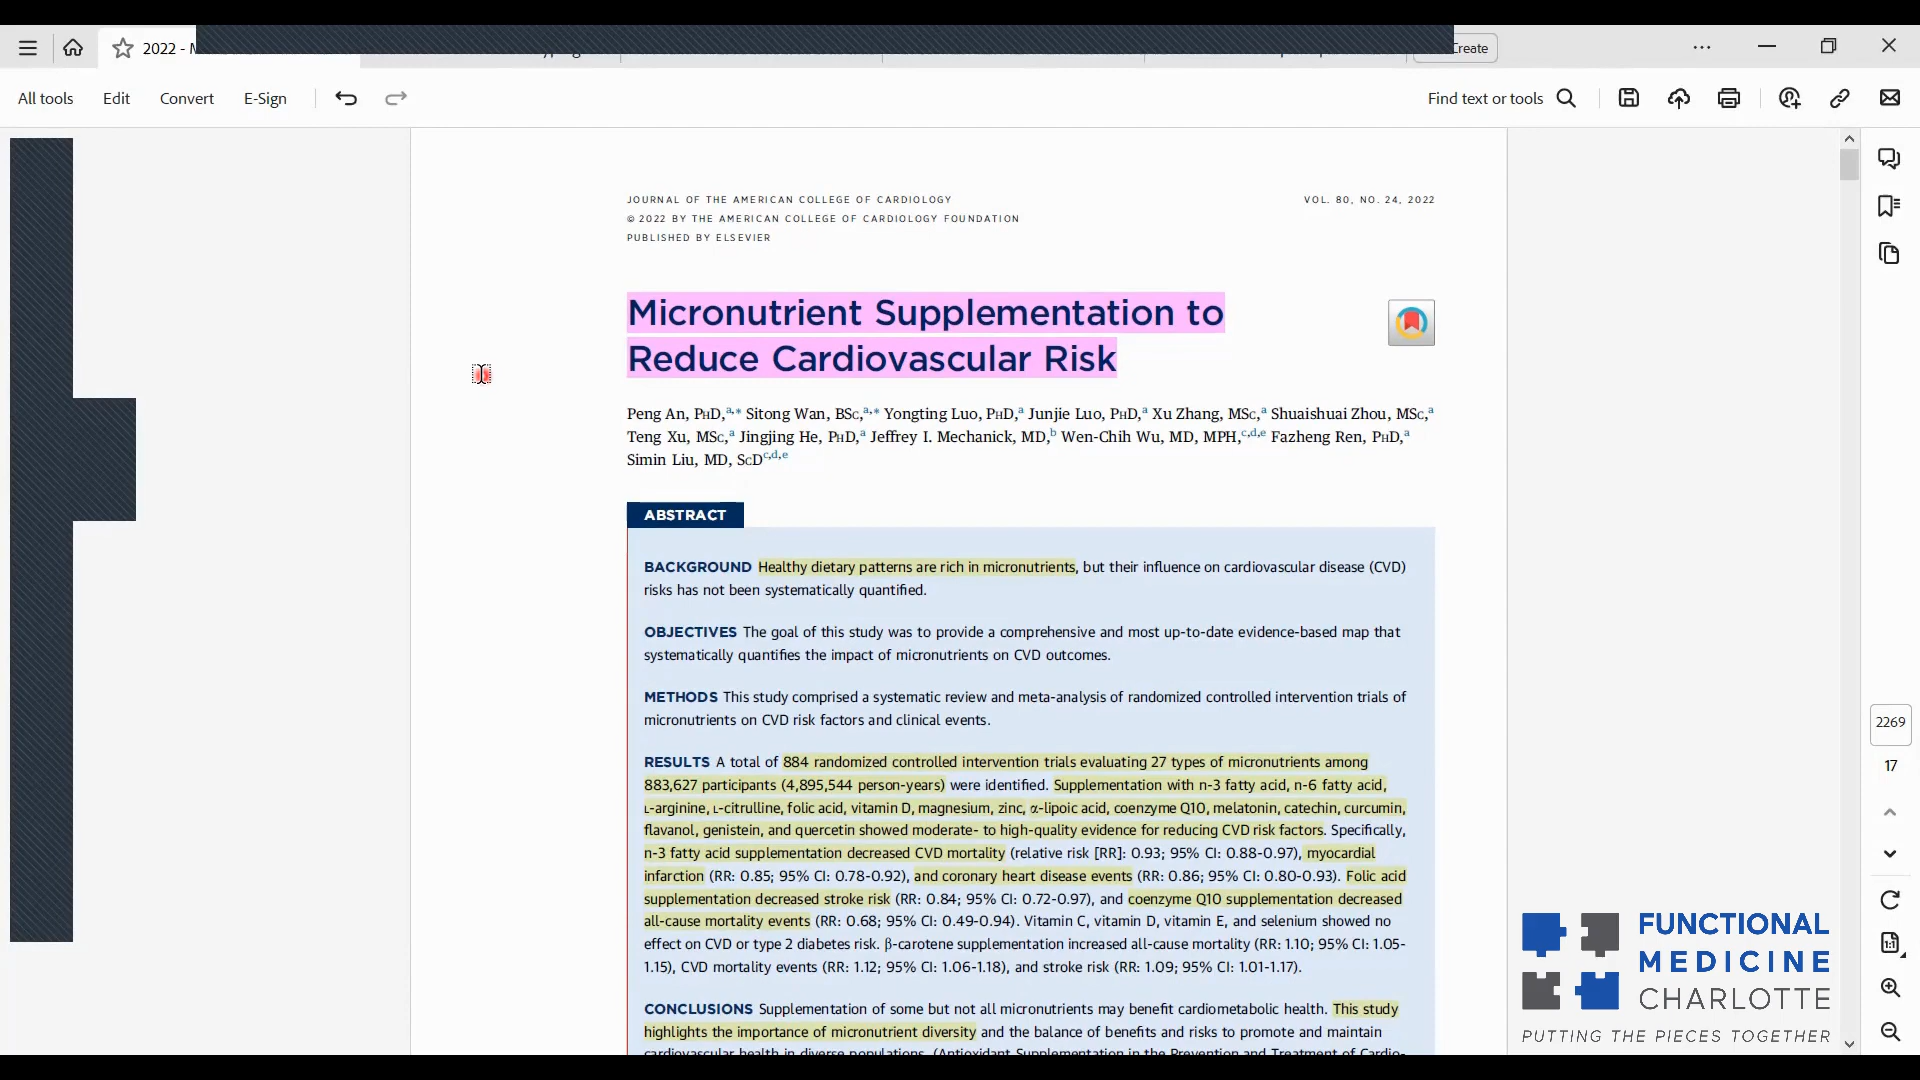 2022 -
Create
All tools
Edit
Convert
E-Sign
Find text or tools
JOURNAL OF THE AMERICAN COLLEGE OF CARDIOLOGY
VOL. 80, NO. 24, 2022
© 2022 BY THE AMERICAN COLLEGE OF CARDIOLOGY FOUNDATION
PUBLISHED BY ELSEVIER
Micronutrient Supplementation to
Reduce Cardiovascular Risk
Peng An, PHD,a,* Sitong Wan, BSC,a,* Yongting Luo, PHD,a Junjie Luo, PHD,a Xu Zhang, MSC,a Shuaishuai Zhou, MSC,a
Teng Xu, MSC,a Jingjing He, PHD,a Jeffrey I. Mechanick, MD,b Wen-Chih Wu, MD, MPH,c,d,e Fazheng Ren, PHD,a
Simin Liu, MD, SCDc,d,e
ABSTRACT
BACKGROUND Healthy dietary patterns are rich in micronutrients, but their influence on cardiovascular disease (CVD)
risks has not been systematically quantified.
OBJECTIVES The goal of this study was to provide a comprehensive and most up-to-date evidence-based map that
systematically quantifies the impact of micronutrients on CVD outcomes.
METHODS This study comprised a systematic review and meta-analysis of randomized controlled intervention trials of
micronutrients on CVD risk factors and clinical events.
RESULTS A total of 884 randomized controlled intervention trials evaluating 27 types of micronutrients among
883,627 participants (4,895,544 person-years) were identified. Supplementation with n-3 fatty acid, n-6 fatty acid,
L-arginine, L-citrulline, folic acid, vitamin D, magnesium, zinc, α-lipoic acid, coenzyme Q10, melatonin, catechin, curcumin,
flavanol, genistein, and quercetin showed moderate- to high-quality evidence for reducing CVD risk factors. Specifically,
n-3 fatty acid supplementation decreased CVD mortality (relative risk [RR]: 0.93; 95% CI: 0.88-0.97), myocardial
infarction (RR: 0.85; 95% CI: 0.78-0.92), and coronary heart disease events (RR: 0.86; 95% CI: 0.80-0.93). Folic acid
supplementation decreased stroke risk (RR: 0.84; 95% CI: 0.72-0.97), and coenzyme Q10 supplementation decreased
all-cause mortality events (RR: 0.68; 95% CI: 0.49-0.94). Vitamin C, vitamin D, vitamin E, and selenium showed no
effect on CVD or type 2 diabetes risk. β-carotene supplementation increased all-cause mortality (RR: 1.10; 95% CI: 1.05-
1.15), CVD mortality events (RR: 1.12; 95% CI: 1.06-1.18), and stroke risk (RR: 1.09; 95% CI: 1.01-1.17).
CONCLUSIONS Supplementation of some but not all micronutrients may benefit cardiometabolic health. This study
highlights the importance of micronutrient diversity and the balance of benefits and risks to promote and maintain
cardiovascular health in diverse populations. (Antioxidant Supplementation in the Prevention and Treatment of Cardio-
2269
17
1:1
FUNCTIONAL
MEDICINE
CHARLOTTE
PUTTING THE PIECES TOGETHER